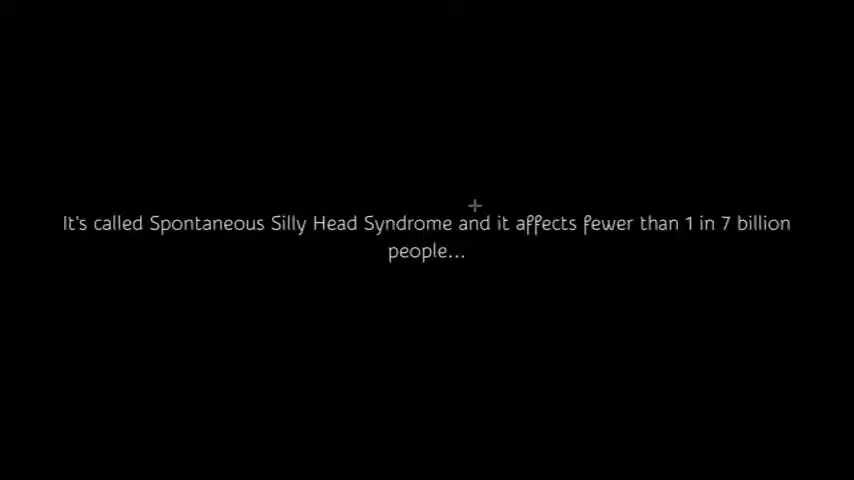 It's called Spontaneous Silly Head Syndrome and it affects fewer than 1 in 7 billion
people...